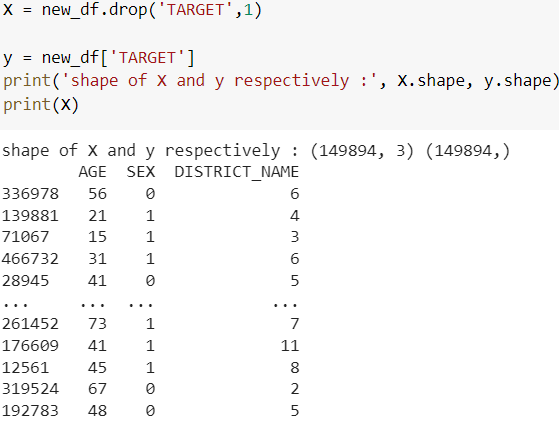 X = new_df.drop('TARGET',1)
y = new_df['TARGET']
print('shape of X and y respectively :', X.shape, y.shape)
print(X)
shape of X and y respectively : (149894, 3) (149894,)
AGE SEX DISTRICT_NAME
336978 56 0 6
139881 21 1 4
71067 15 1 3
466732 31 1 6
28945 41 0 5
... ... ... ...
261452 73 1 7
176609 41 1 11
12561 45 1 8
319524 67 0 2
192783 48 0 5